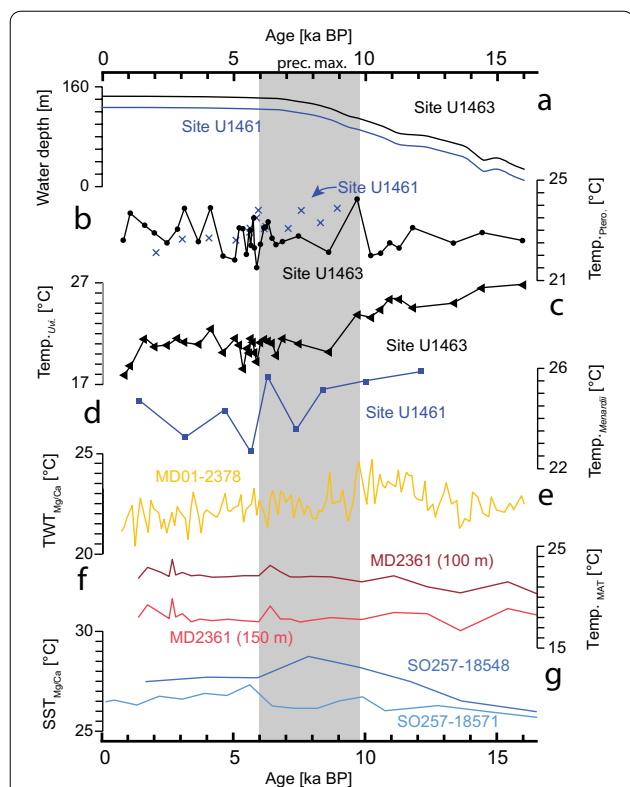 Age [ka BP]
0 5 10 15
prec. max.
160
a
Site U1463
Site U1461
Water depth [m]
0
25
b
Site U1461
Temp.Ptero. [°C]
Site U1463
21
27
c
Temp.Uvi. [°C]
Site U1463
26
17
d
Site U1461
Temp.Menardii [°C]
22
25
MD01-2378
TWTMg/Ca [°C]
e
20
25
f
MD2361 (100 m)
Temp. MAT [°C]
MD2361 (150 m)
15
30
SO257-18548
g
SSTMg/Ca [°C]
SO257-18571
25
0 5 10 15
Age [ka BP]